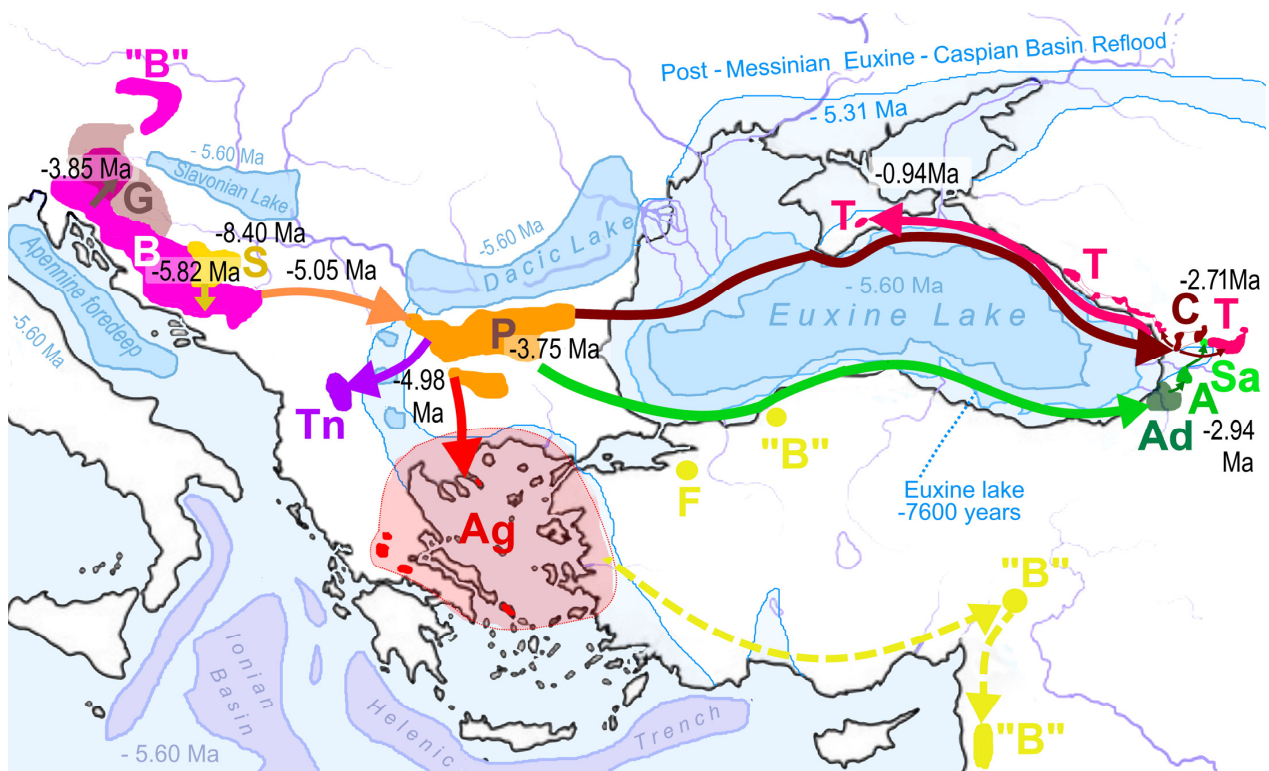 "B"
Post - Messinian Euxine - Caspian Basin Reflood
- 5.31 Ma
-3.85 Ma
- 5.60 Ma
Slavonian Lake
G
-0.94Ma
T
-8.40 Ma
- 5.60 Ma
Dacic Lake
B
S
-5.82 Ma
-5.05 Ma
T
-2.71Ma
- 5.60 Ma
Euxine Lake
C
T
Apennine foredeep
-5.60 Ma
P
-3.75 Ma
Sa
-4.98
Ma
A
Tn
"B"
Ad
-2.94
Ma
F
Euxine lake
-7600 years
Ag
"B"
Ionian
Basin
Helenic
Trench
"B"
- 5.60 Ma